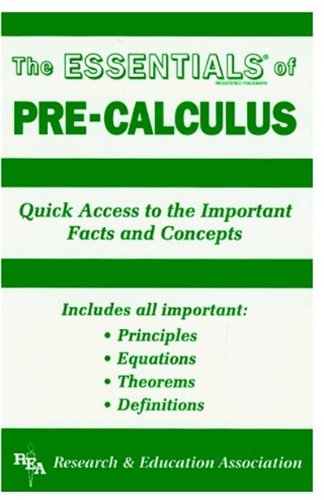 The ESSENTIALS® of
REGISTERED TRADEMARK
PRE-CALCULUS
Quick Access to the Important
Facts and Concepts
Includes all important:
• Principles
• Equations
• Theorems
• Definitions
REA Research & Education Association